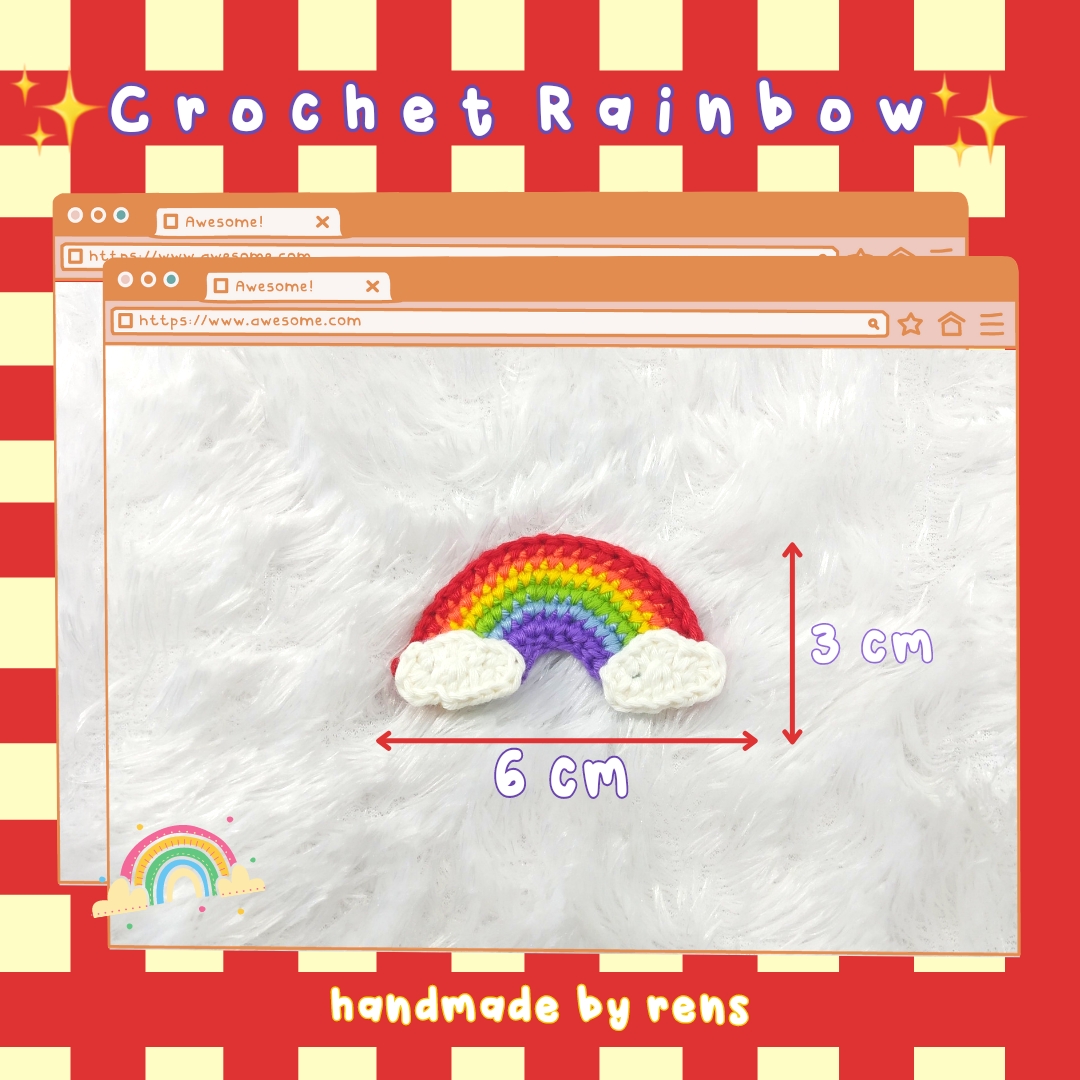 Crochet Rainbow
Awesome!
https://www.awesome.com
Awesome!
https://www.awesome.com
3 cm
6 cm
handmade by rens